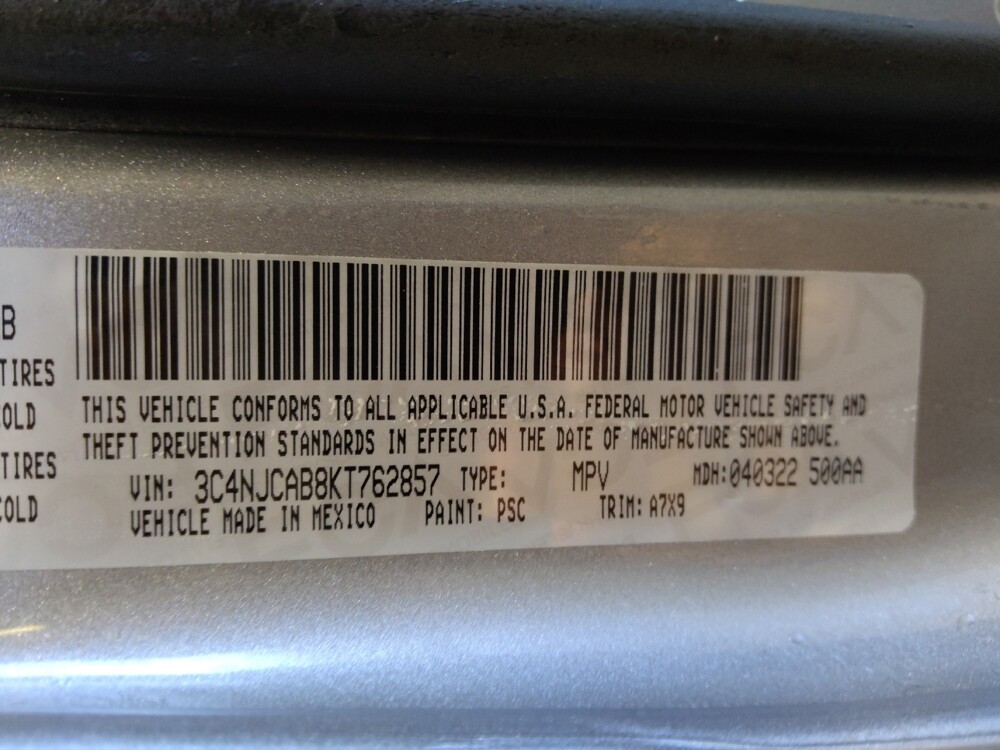 B
TIRES
COLD
TIRES
COLD
THIS VEHICLE CONFORMS TO ALL APPLICABLE U.S.A. FEDERAL MOTOR VEHICLE SAFETY AND
THEFT PREVENTION STANDARDS IN EFFECT ON THE DATE OF MANUFACTURE SHOWN ABOVE.
VIN: 3C4NJCAB8KT762857 TYPE: MPV MDH:040322 500AA
VEHICLE MADE IN MEXICO PAINT: PSC TRIM: A7X9